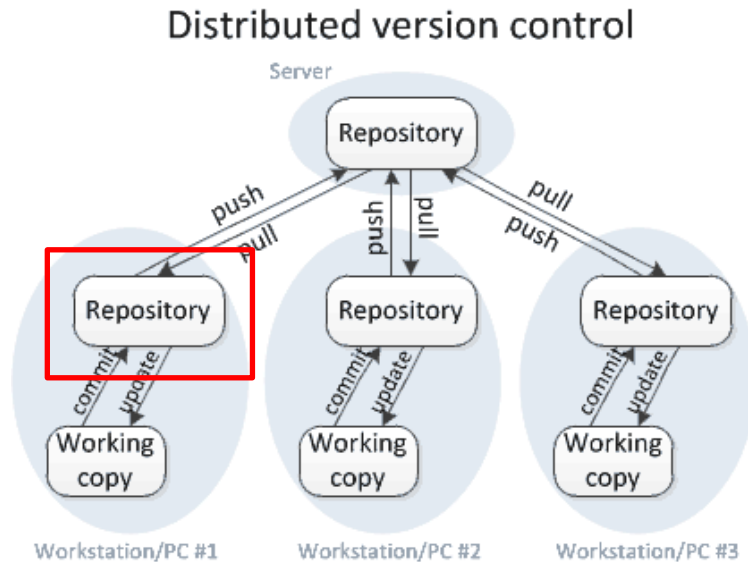 Distributed version control
Server
Repository
push
pull
push
pull
pull
push
Repository
Repository
Repository
commit
update
commit
update
commit
update
Working
copy
Working
copy
Working
copy
Workstation/PC #1
Workstation/PC #2
Workstation/PC #3